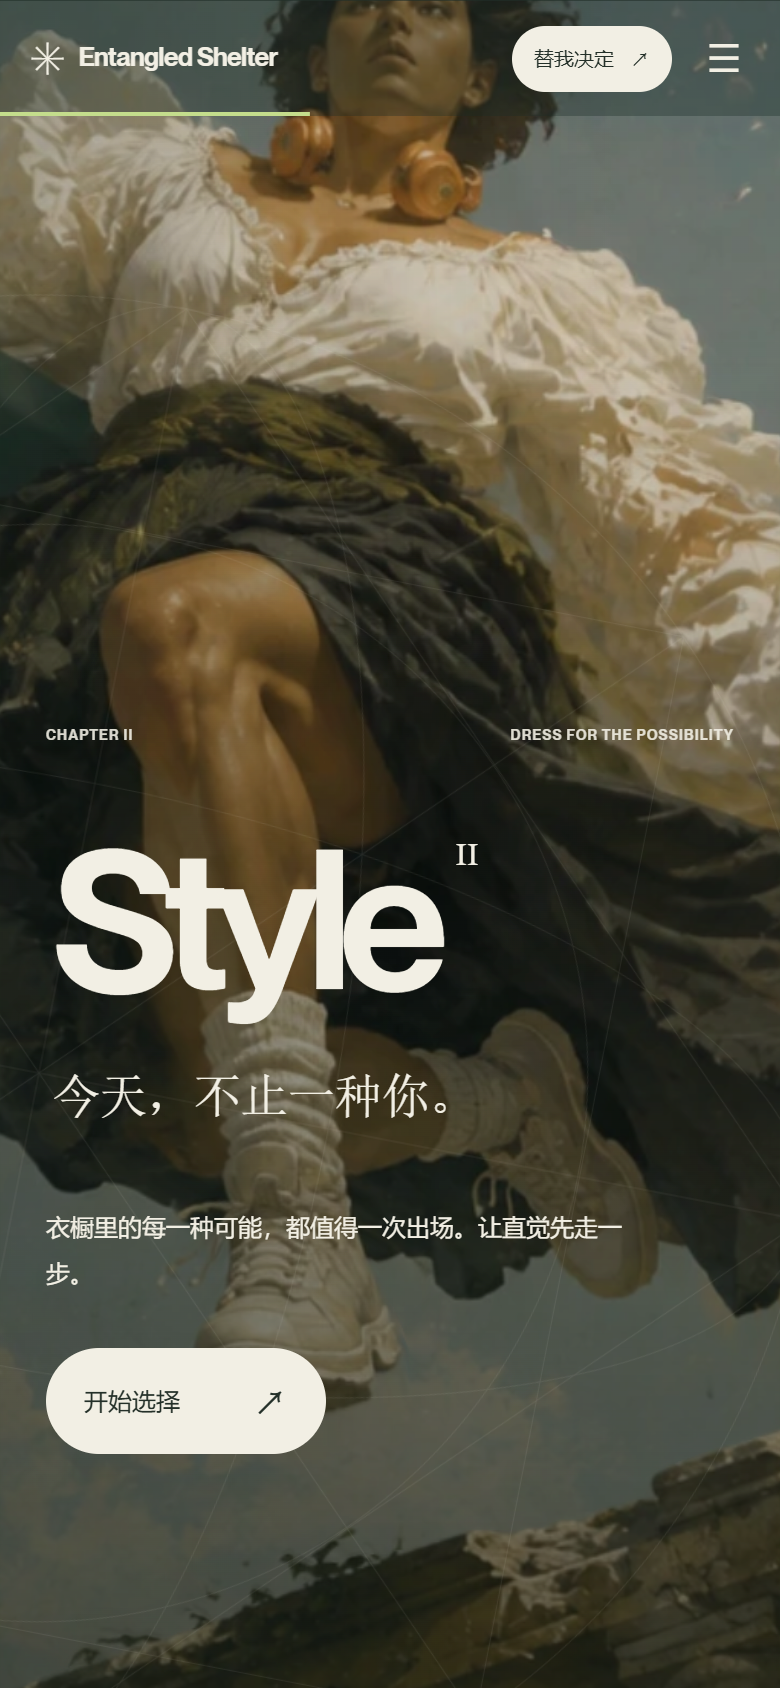 Entangled Shelter
替我决定 ↗
CHAPTER II
DRESS FOR THE POSSIBILITY
Style II
今天，不止一种你。
衣橱里的每一种可能，都值得一次出场。让直觉先走一
步。
开始选择 ↗